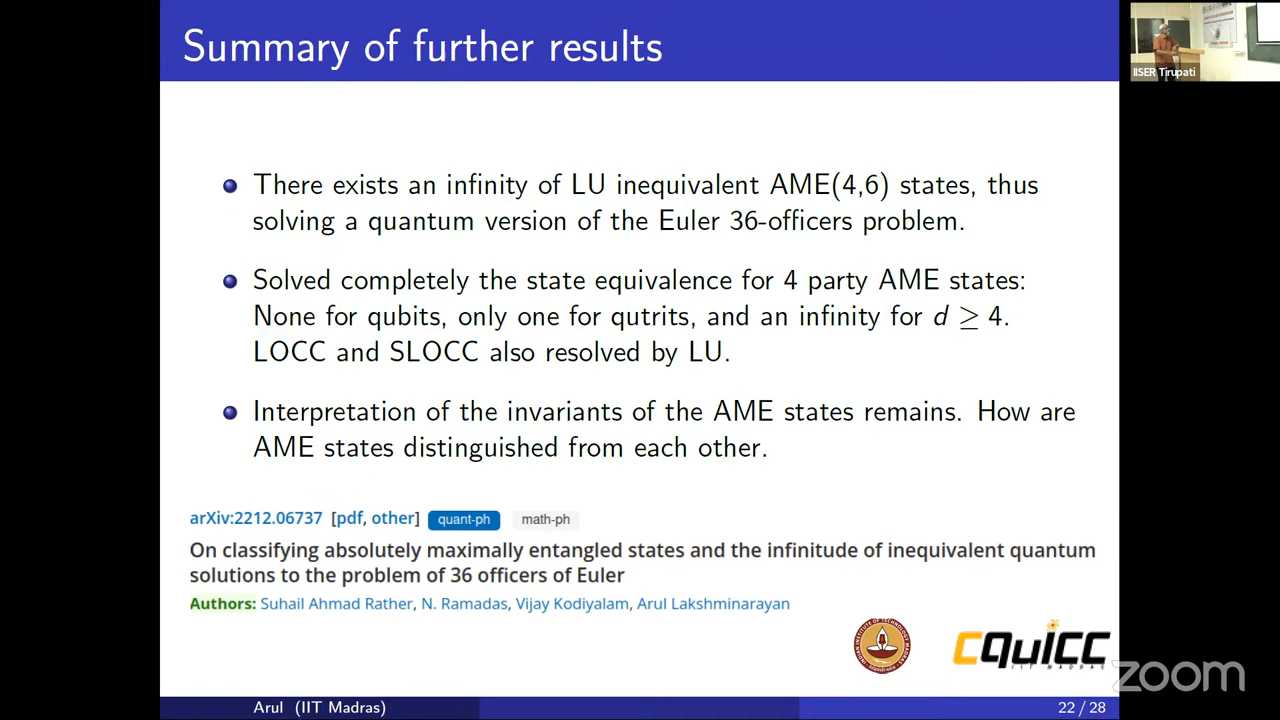 Summary of further results
IISER Tirupati
There exists an infinity of LU inequivalent AME(4,6) states, thus
solving a quantum version of the Euler 36-officers problem.
Solved completely the state equivalence for 4 party AME states:
None for qubits, only one for qutrits, and an infinity for d ≥ 4.
LOCC and SLOCC also resolved by LU.
Interpretation of the invariants of the AME states remains. How are
AME states distinguished from each other.
arXiv:2212.06737 [pdf, other] quant-ph math-ph
On classifying absolutely maximally entangled states and the infinitude of inequivalent quantum
solutions to the problem of 36 officers of Euler
Authors: Suhail Ahmad Rather, N. Ramadas, Vijay Kodiyalam, Arul Lakshminarayan
CQuICC
IIT MADRAS
zoom
Arul (IIT Madras)
22 / 28